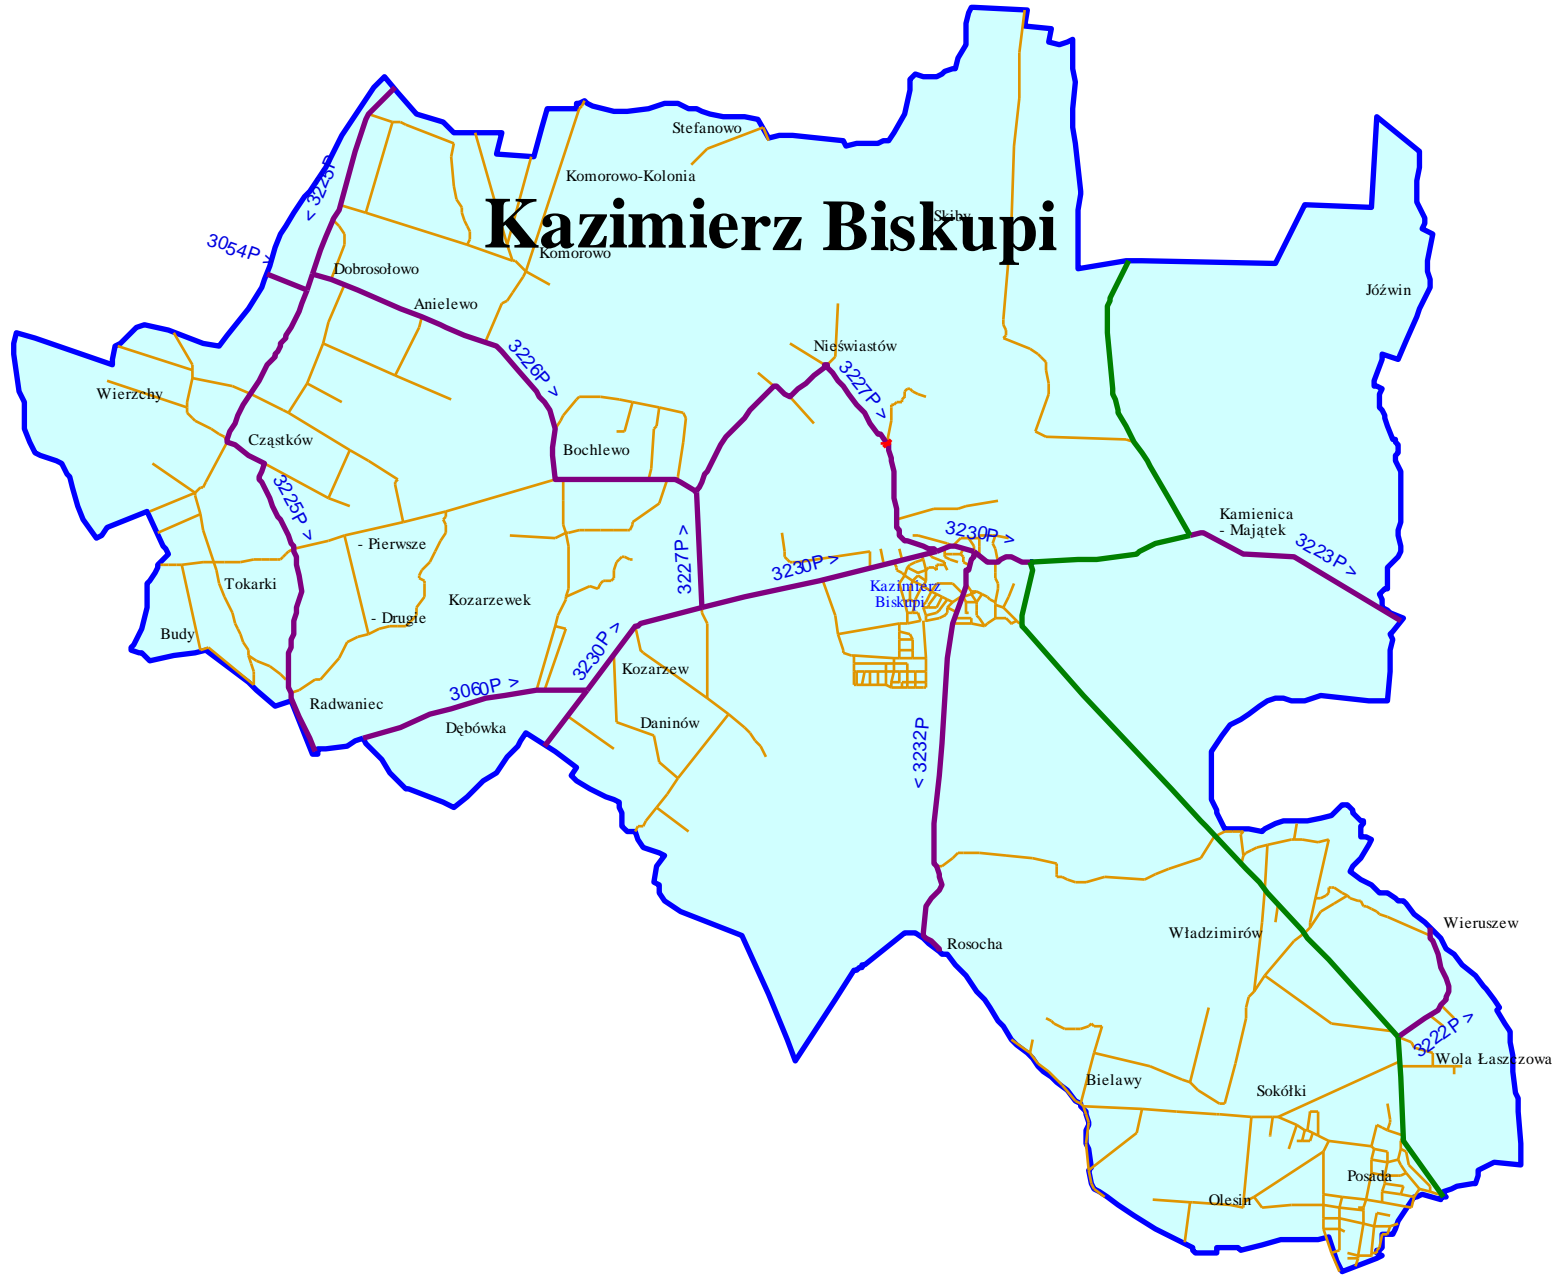 Stefanowo
Komorowo-Kolonia
< 3225P
Kazimierz Biskupi
Skiby
3054P >
Komorowo
Dobrosołowo
Jóźwin
Anielewo
Nieświastów
3226P >
3227P >
Wierzchy
Cząstków
Bochlewo
3225P >
Kamienica
- Majątek
3230P >
3223P >
- Pierwsze
3227P >
3230P >
Tokarki
Kazimierz
Biskupi
Kozarzewek
- Drugie
Budy
3230P >
Kozarzew
3060P >
Radwaniec
Dębówka
Daninów
< 3232P
Wieruszew
Władzimirów
Rosocha
3222P >
Wola Łaszczowa
Bielawy
Sokółki
Posada
Olesin